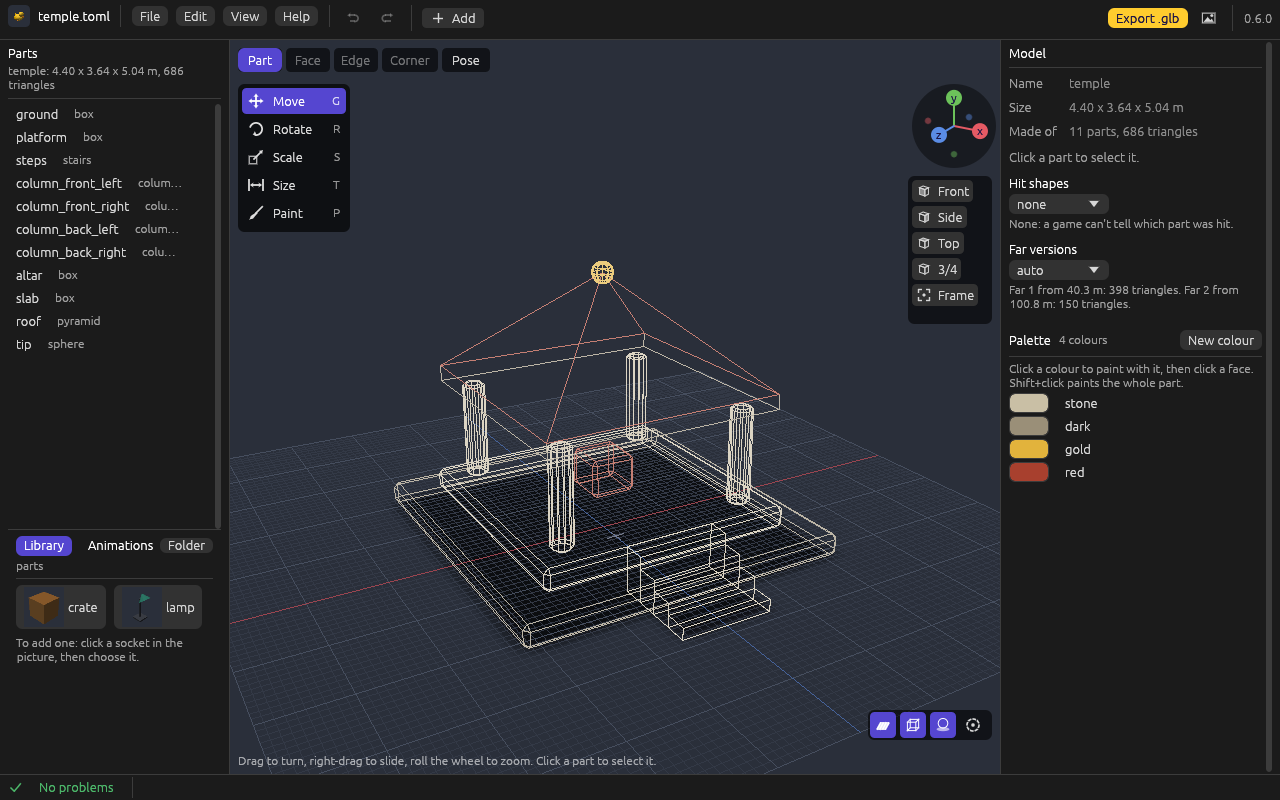 temple.toml
File
Edit
View
Help
Add
Export .glb
0.6.0
Parts
temple: 4.40 x 3.64 x 5.04 m, 686
triangles
ground box
platform box
steps stairs
column_front_left colum...
column_front_right colu...
column_back_left colum...
column_back_right colu...
altar box
slab box
roof pyramid
tip sphere
Library
Animations
Folder
parts
crate
lamp
To add one: click a socket in the
picture, then choose it.
Part
Face
Edge
Corner
Pose
Move G
Rotate R
Scale S
Size T
Paint P
y
x
z
Front
Side
Top
3/4
Frame
Drag to turn, right-drag to slide, roll the wheel to zoom. Click a part to select it.
Model
Name temple
Size 4.40 x 3.64 x 5.04 m
Made of 11 parts, 686 triangles
Click a part to select it.
Hit shapes
none
None: a game can't tell which part was hit.
Far versions
auto
Far 1 from 40.3 m: 398 triangles. Far 2 from
100.8 m: 150 triangles.
Palette 4 colours
New colour
Click a colour to paint with it, then click a face.
Shift+click paints the whole part.
stone
dark
gold
red
No problems